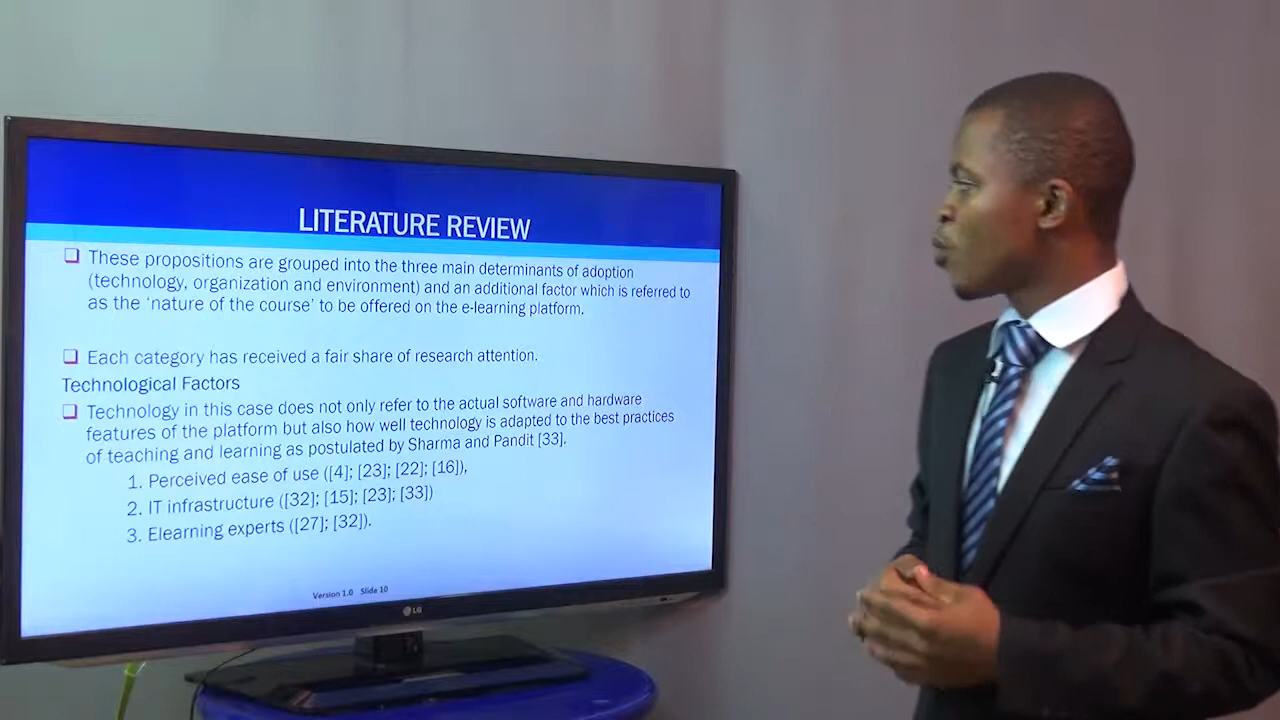 LITERATURE REVIEW
These propositions are grouped into the three main determinants of adoption
(technology, organization and environment) and an additional factor which is referred to
as the ‘nature of the course’ to be offered on the e-learning platform.
Each category has received a fair share of research attention.
Technological Factors
Technology in this case does not only refer to the actual software and hardware
features of the platform but also how well technology is adapted to the best practices
of teaching and learning as postulated by Sharma and Pandit [33].
1. Perceived ease of use ([4]; [23]; [22]; [16]),
2. IT infrastructure ([32]; [15]; [23]; [33])
3. Elearning experts ([27]; [32]).
Version 1.0 Slide 10
LG